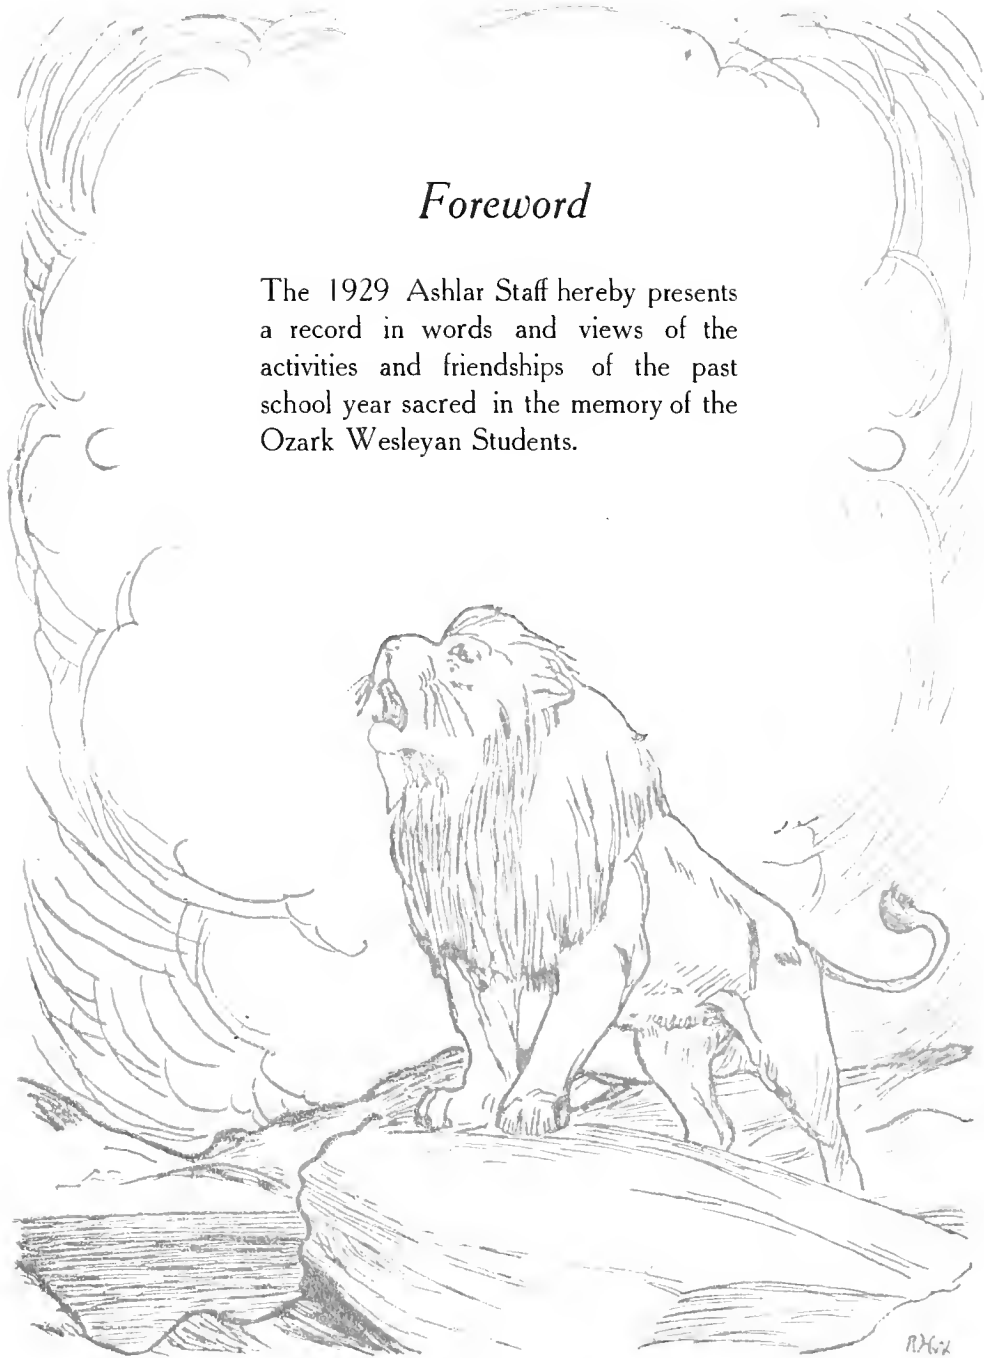 Foreword
The 1929 Ashlar Staff hereby presents
a record in words and views of the
activities and friendships of the past
school year sacred in the memory of the
Ozark Wesleyan Students.